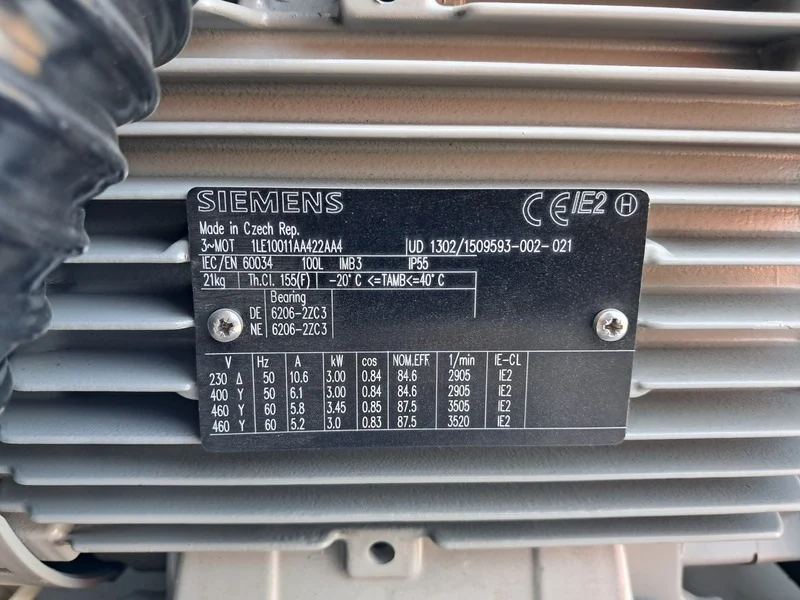 SIEMENS CE IE2 H
Made in Czech Rep.
3~MOT 1LE10011AA422AA4 UD 1302/1509593-002-021
IEC/EN 60034 100L IMB3 IP55
21kg Th.Cl. 155(F) -20°C <=TAMB<=40°C
Bearing
DE 6206-2ZC3
NE 6206-2ZC3
V Hz A kW cos NOM.EFF 1/min IE-CL
230 Δ 50 10.6 3.00 0.84 84.6 2905 IE2
400 Y 50 6.1 3.00 0.84 84.6 2905 IE2
460 Y 60 5.8 3.45 0.85 87.5 3505 IE2
460 Y 60 5.2 3.0 0.83 87.5 3520 IE2